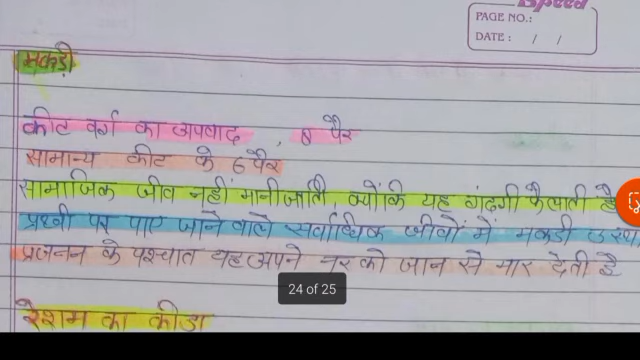 Speed
PAGE NO.:
DATE : / /
मकड़ी
कीट वर्ग का अपवाद , 8 पैर
सामान्य कीट के 6 पैर
सामाजिक जीव नहीं मानी जाती, क्योंकि यह गंदगी फैलाती है
पृथ्वी पर पाए जाने वाले सर्वाधिक जीवों में मकड़ी
प्रजनन के पश्चात यह अपने नर को जान से मार देती है
24 of 25
रेशम का कीडा